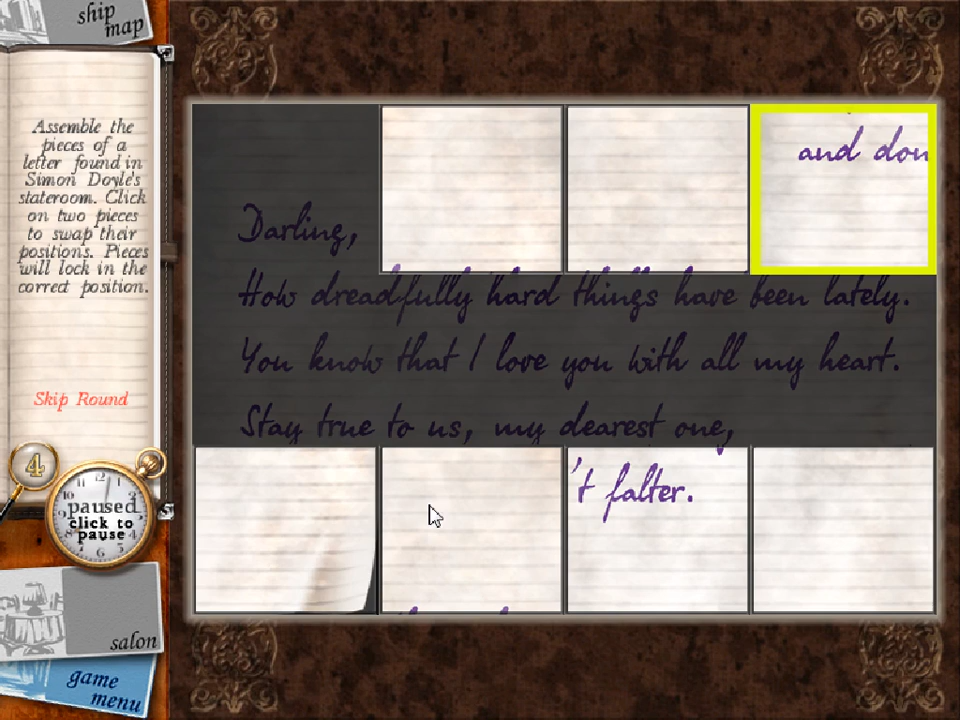 ship
map
Assemble the
pieces of a
letter found in
Simon Doyle's
stateroom. Click
on two pieces
to swap their
positions. Pieces
will lock in the
correct position.
Skip Round
4
paused
click to
pause
salon
game
menu
and don
Darling,
How dreadfully hard things have been lately.
You know that I love you with all my heart.
Stay true to us, my dearest one,
't falter.